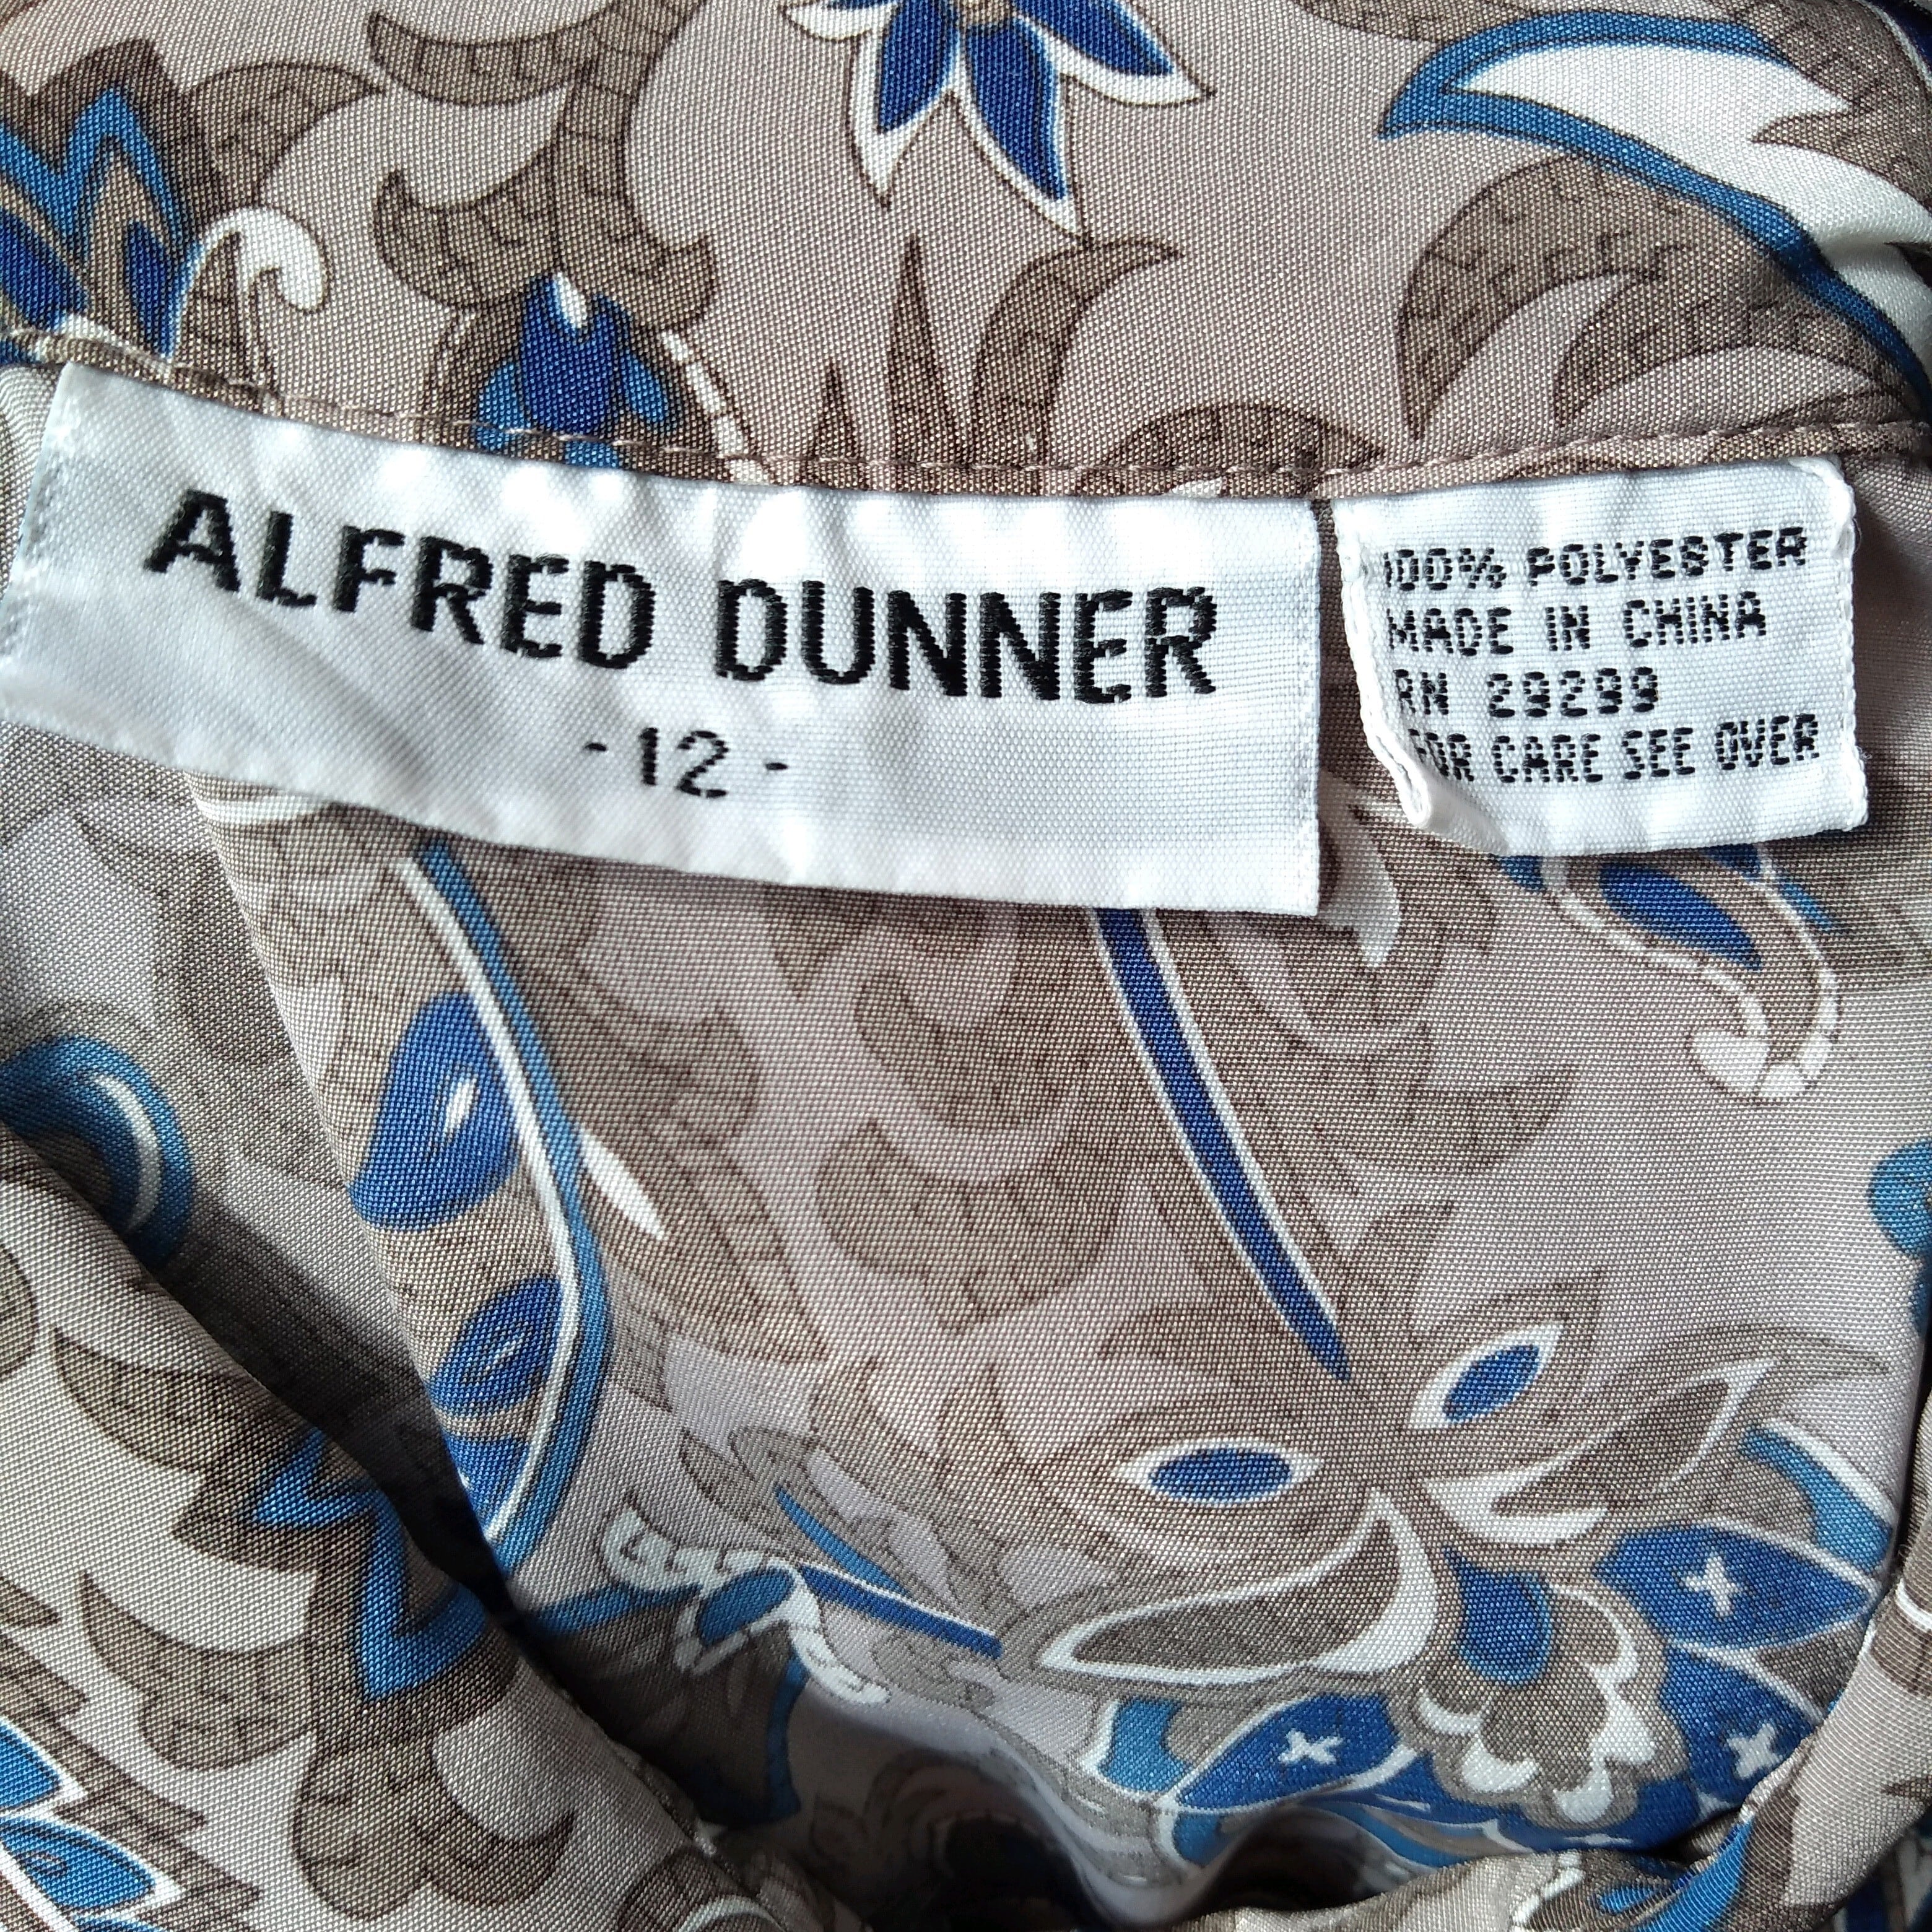 ALFRED DUNNER
-12-
100% POLYESTER
MADE IN CHINA
RN 29299
FOR CARE SEE OVER